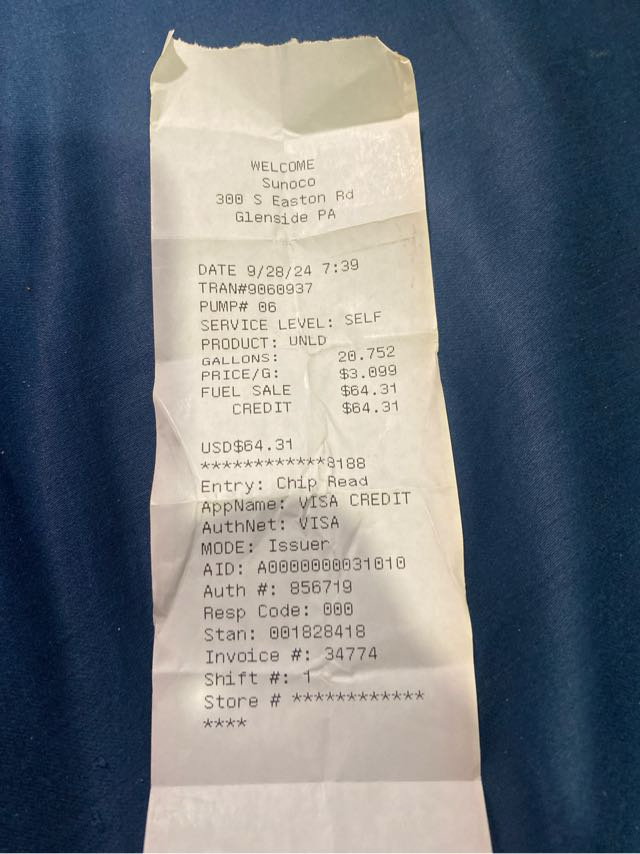 WELCOME
Sunoco
300 S Easton Rd
Glenside PA
DATE 9/28/24 7:39
TRAN#9060937
PUMP# 06
SERVICE LEVEL: SELF
PRODUCT: UNLD
GALLONS: 20.752
PRICE/G: $3.099
FUEL SALE $64.31
CREDIT $64.31
USD$64.31
************8188
Entry: Chip Read
AppName: VISA CREDIT
AuthNet: VISA
MODE: Issuer
AID: A0000000031010
Auth #: 856719
Resp Code: 000
Stan: 001828418
Invoice #: 34774
Shift #: 1
Store # ************
****